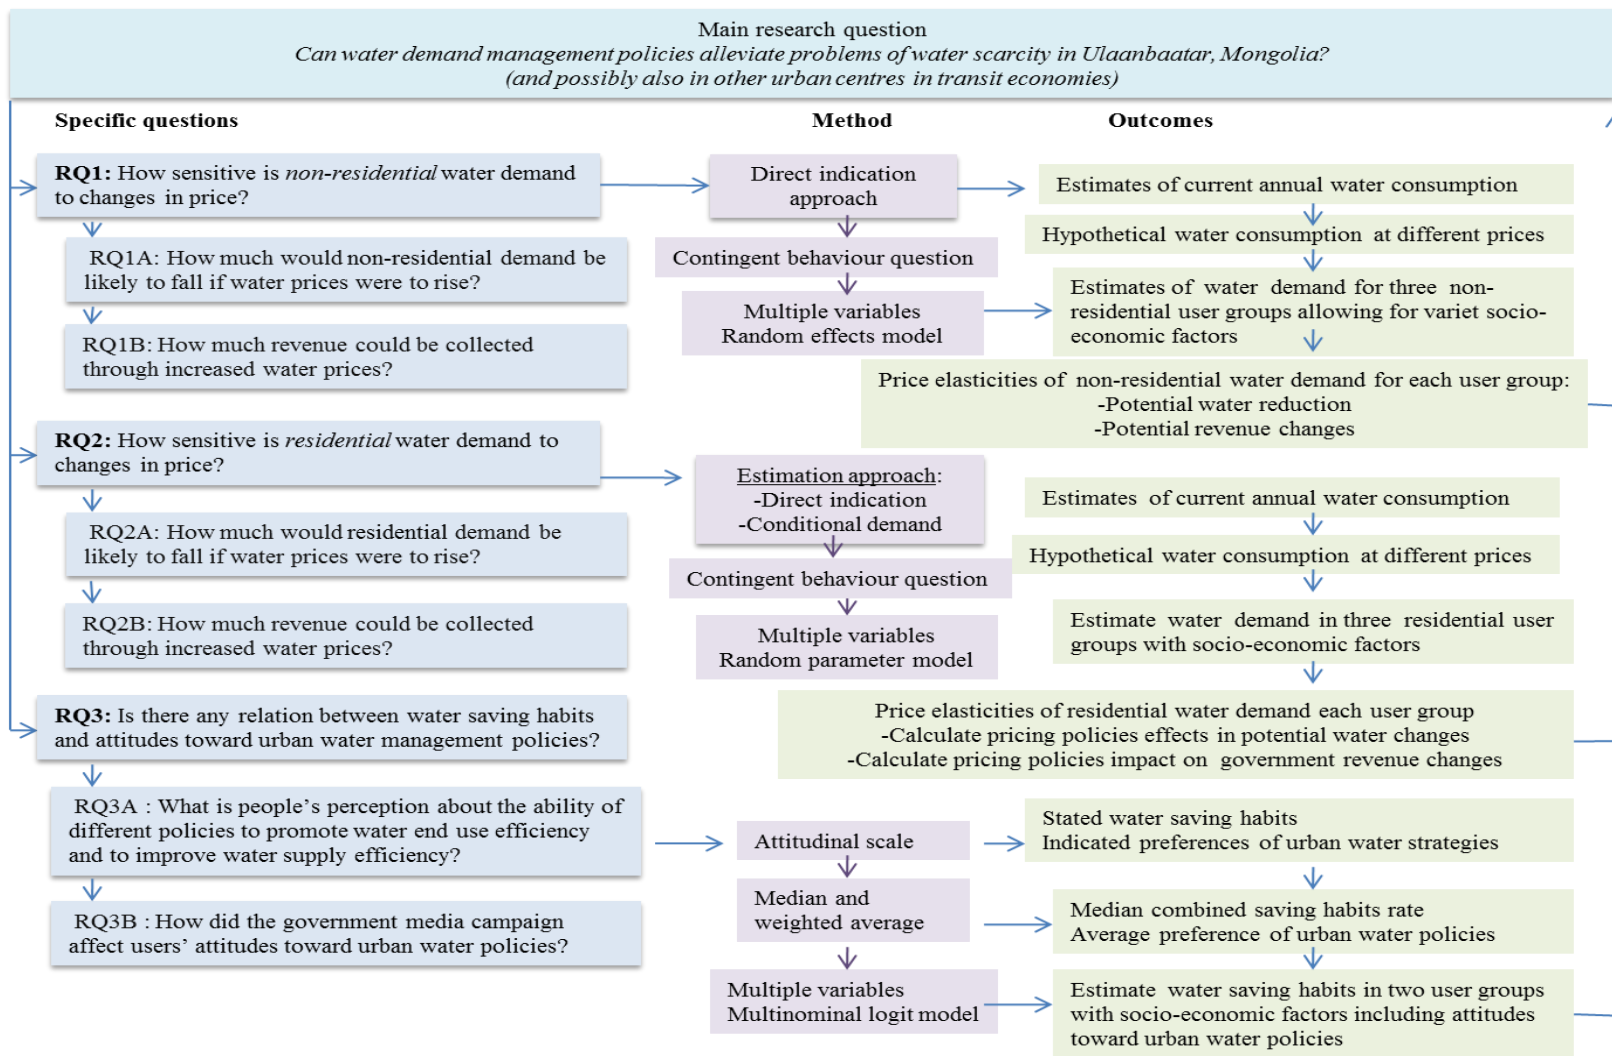 Main research question
Can water demand management policies alleviate problems of water scarcity in Ulaanbaatar, Mongolia?
(and possibly also in other urban centres in transit economies)
Specific questions
Method
Outcomes
RQ1: How sensitive is non-residential water demand
to changes in price?
RQ1A: How much would non-residential demand be
likely to fall if water prices were to rise?
RQ1B: How much revenue could be collected
through increased water prices?
Direct indication
approach
Contingent behaviour question
Multiple variables
Random effects model
Estimates of current annual water consumption
Hypothetical water consumption at different prices
Estimates of water demand for three non-
residential user groups allowing for variet socio-
economic factors
Price elasticities of non-residential water demand for each user group:
-Potential water reduction
-Potential revenue changes
RQ2: How sensitive is residential water demand to
changes in price?
RQ2A: How much would residential demand be
likely to fall if water prices were to rise?
RQ2B: How much revenue could be collected
through increased water prices?
Estimation approach:
-Direct indication
-Conditional demand
Contingent behaviour question
Multiple variables
Random parameter model
Estimates of current annual water consumption
Hypothetical water consumption at different prices
Estimate water demand in three residential user
groups with socio-economic factors
Price elasticities of residential water demand each user group
-Calculate pricing policies effects in potential water changes
-Calculate pricing policies impact on government revenue changes
RQ3: Is there any relation between water saving habits
and attitudes toward urban water management policies?
RQ3A : What is people's perception about the ability of
different policies to promote water end use efficiency
and to improve water supply efficiency?
RQ3B : How did the government media campaign
affect users' attitudes toward urban water policies?
Attitudinal scale
Median and
weighted average
Multiple variables
Multinominal logit model
Stated water saving habits
Indicated preferences of urban water strategies
Median combined saving habits rate
Average preference of urban water policies
Estimate water saving habits in two user groups
with socio-economic factors including attitudes
toward urban water policies